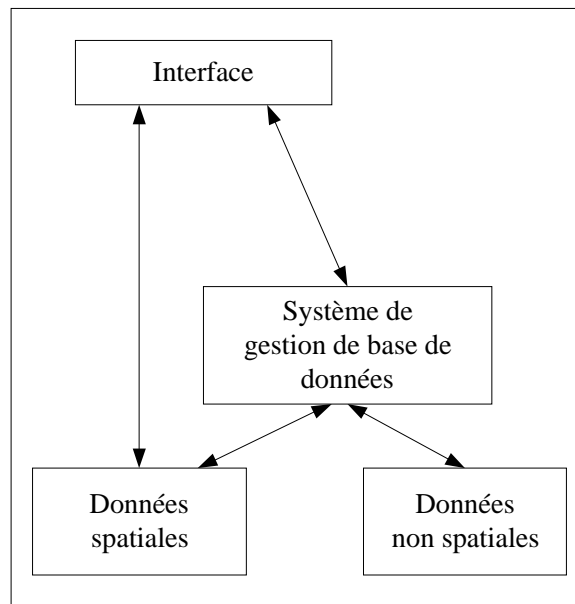 Interface
Système de
gestion de base de
données
Données
spatiales
Données
non spatiales